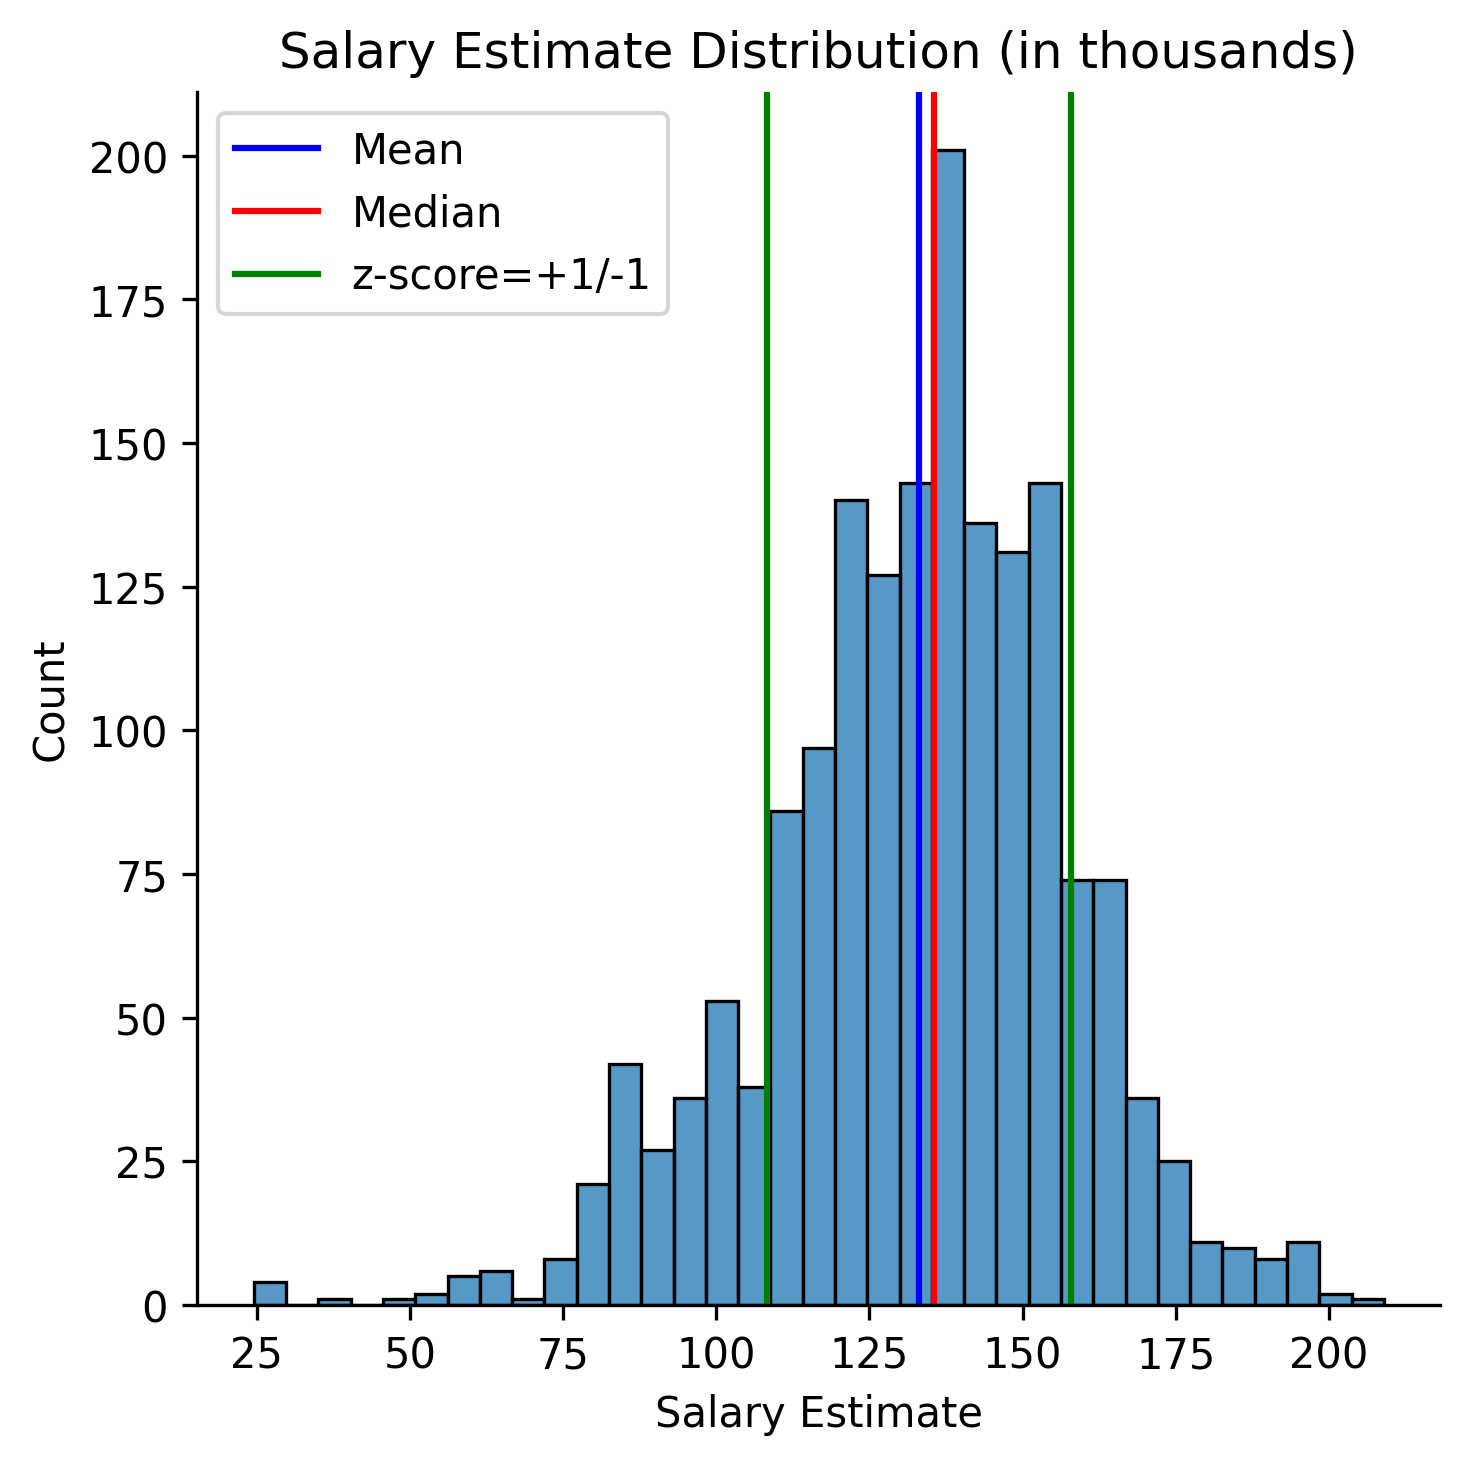 Salary Estimate Distribution (in thousands)
Mean
Median
z-score=+1/-1
200
175
150
125
100
75
50
25
0
Count
25 50 75 100 125 150 175 200
Salary Estimate